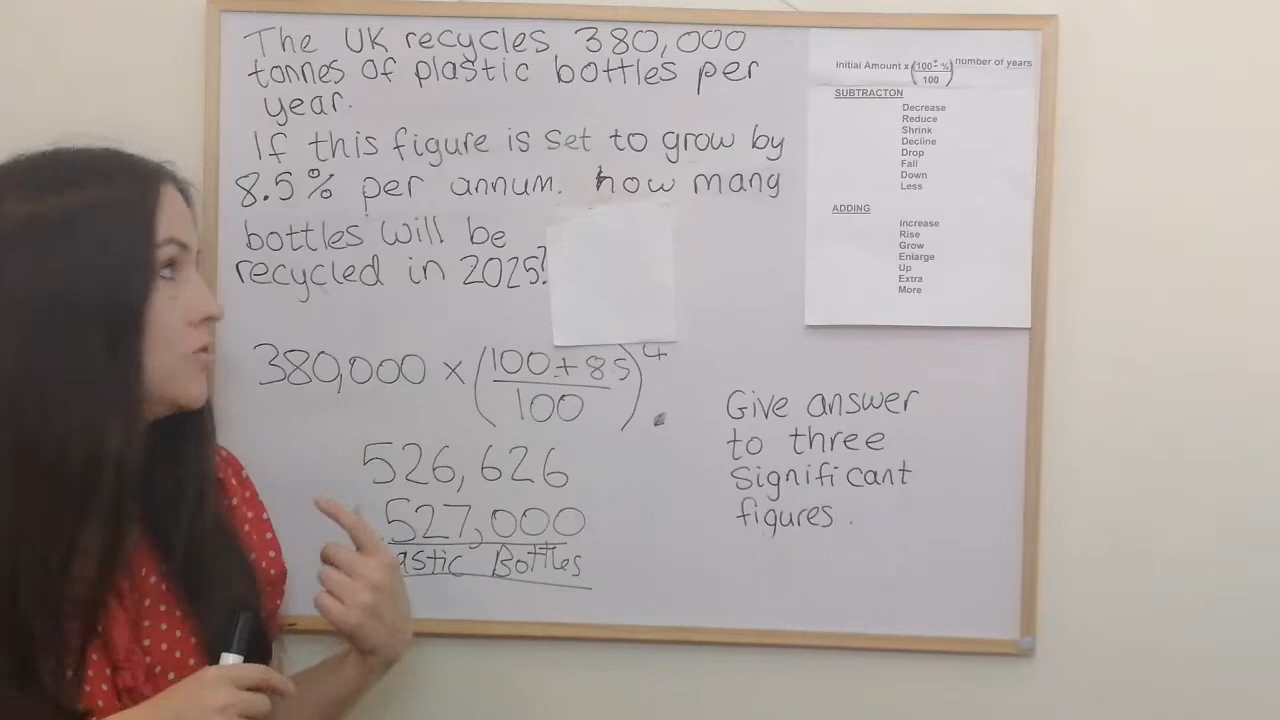 The UK recycles 380,000
tonnes of plastic bottles per
year.
If this figure is set to grow by
8.5% per annum. how many
bottles will be
recycled in 2025?
380,000 × (100 + 85 / 100)4
526,626
527,000
astic Bottles
Initial Amount x (100± % / 100) number of years
SUBTRACTON
Decrease
Reduce
Shrink
Decline
Drop
Fall
Down
Less
ADDING
Increase
Rise
Grow
Enlarge
Up
Extra
More
Give answer
to three
significant
figures.